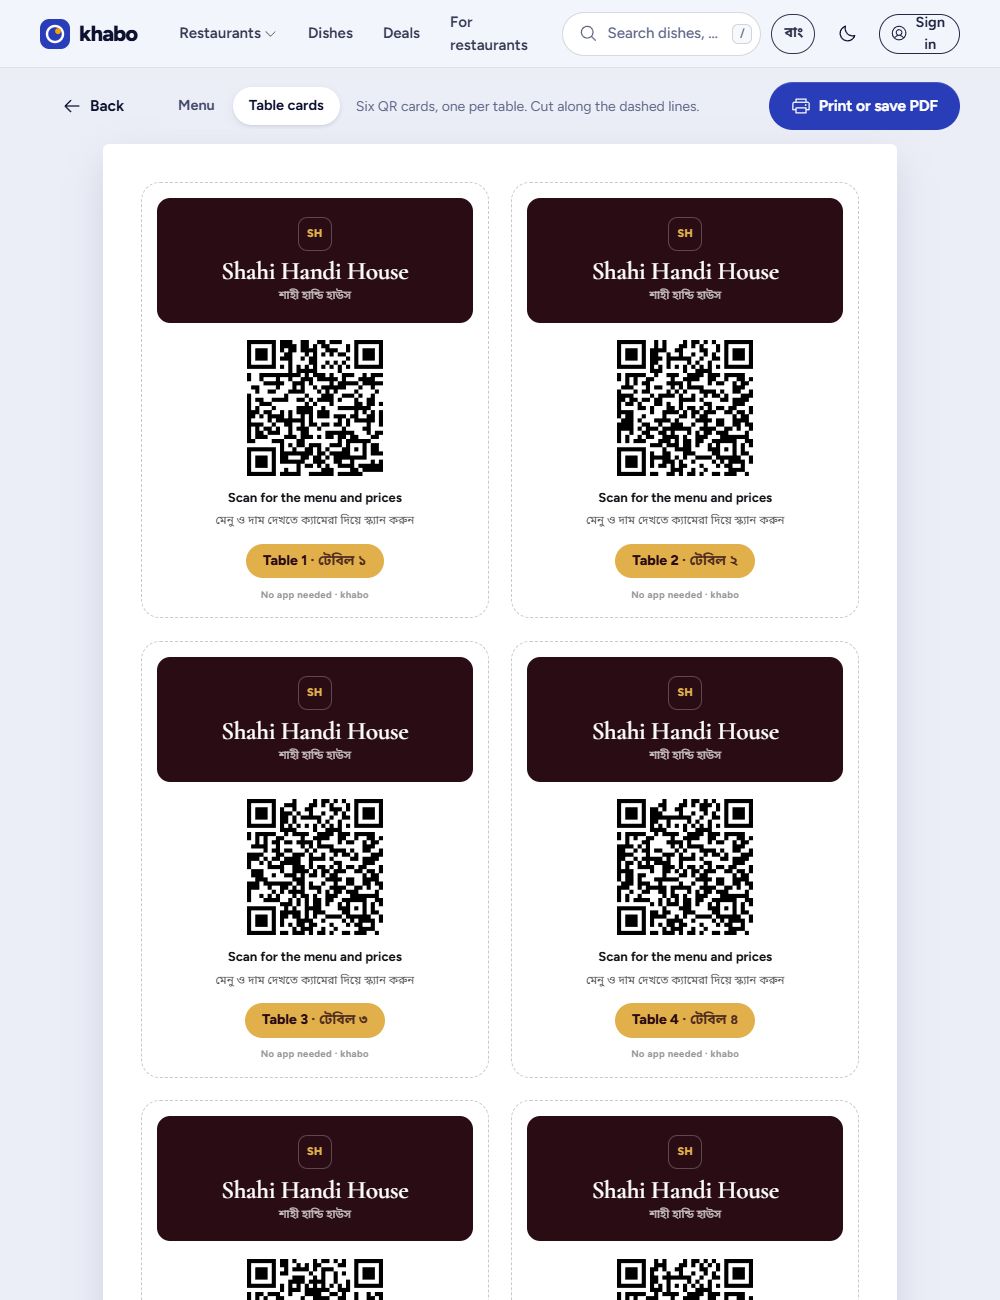 khabo
Restaurants
Dishes
Deals
For restaurants
Search dishes, ...
/
বাং
Sign in
Back
Menu
Table cards
Six QR cards, one per table. Cut along the dashed lines.
Print or save PDF
SH
Shahi Handi House
শাহী হান্ডি হাউস
Scan for the menu and prices
মেনু ও দাম দেখতে ক্যামেরা দিয়ে স্ক্যান করুন
Table 1 · টেবিল ১
No app needed · khabo
SH
Shahi Handi House
শাহী হান্ডি হাউস
Scan for the menu and prices
মেনু ও দাম দেখতে ক্যামেরা দিয়ে স্ক্যান করুন
Table 2 · টেবিল ২
No app needed · khabo
SH
Shahi Handi House
শাহী হান্ডি হাউস
Scan for the menu and prices
মেনু ও দাম দেখতে ক্যামেরা দিয়ে স্ক্যান করুন
Table 3 · টেবিল ৩
No app needed · khabo
SH
Shahi Handi House
শাহী হান্ডি হাউস
Scan for the menu and prices
মেনু ও দাম দেখতে ক্যামেরা দিয়ে স্ক্যান করুন
Table 4 · টেবিল ৪
No app needed · khabo
SH
Shahi Handi House
শাহী হান্ডি হাউস
SH
Shahi Handi House
শাহী হান্ডি হাউস